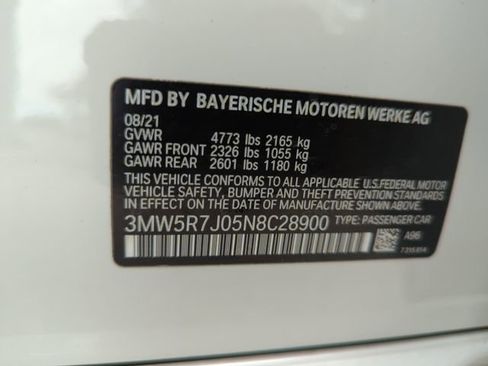 MFD BY BAYERISCHE MOTOREN WERKE AG
08/21
GVWR 4773 lbs 2165 kg
GAWR FRONT 2326 lbs 1055 kg
GAWR REAR 2601 lbs 1180 kg
THIS VEHICLE CONFORMS TO ALL APPLICABLE U.S.FEDERAL MOTOR
VEHICLE SAFETY, BUMPER AND THEFT PREVENTION STANDARDS
IN EFFECT ON THE DATE OF MANUFACTURE SHOWN ABOVE.
3MW5R7J05N8C28900 TYPE: PASSENGER CAR
A96